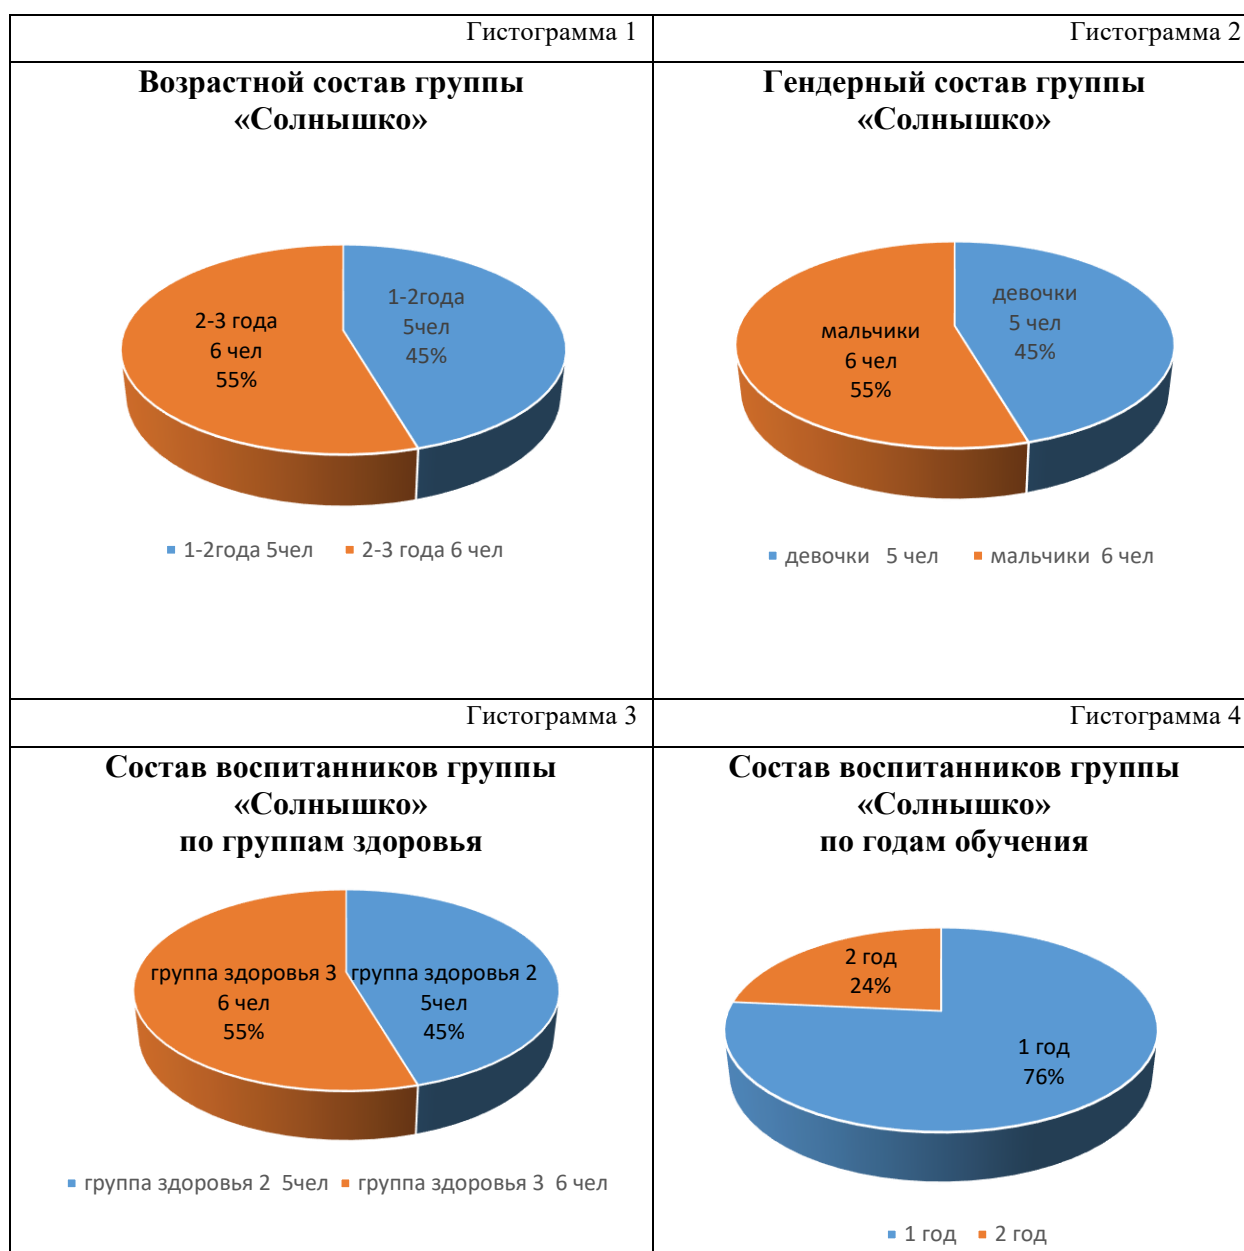 Гистограмма 1
Гистограмма 2
Возрастной состав группы
«Солнышко»
1-2года
5чел
45%
2-3 года
6 чел
55%
1-2года 5чел 2-3 года 6 чел
Гендерный состав группы
«Солнышко»
девочки
5 чел
45%
мальчики
6 чел
55%
девочки 5 чел мальчики 6 чел
Гистограмма 3
Гистограмма 4
Состав воспитанников группы
«Солнышко»
по группам здоровья
группа здоровья 3
6 чел
55%
группа здоровья 2
5чел
45%
группа здоровья 2 5чел группа здоровья 3 6 чел
Состав воспитанников группы
«Солнышко»
по годам обучения
2 год
24%
1 год
76%
1 год 2 год